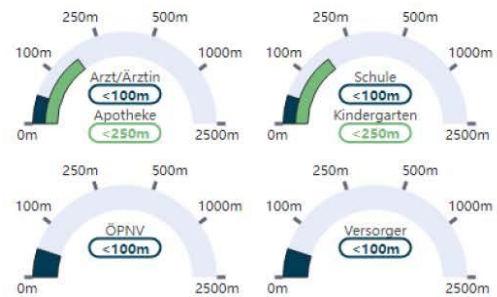 250m 500m
100m 1000m
Arzt/Ärztin
<100m
Apotheke
<250m
0m 2500m
250m 500m
100m 1000m
Schule
<100m
Kindergarten
<250m
0m 2500m
250m 500m
100m 1000m
ÖPNV
<100m
0m 2500m
250m 500m
100m 1000m
Versorger
<100m
0m 2500m